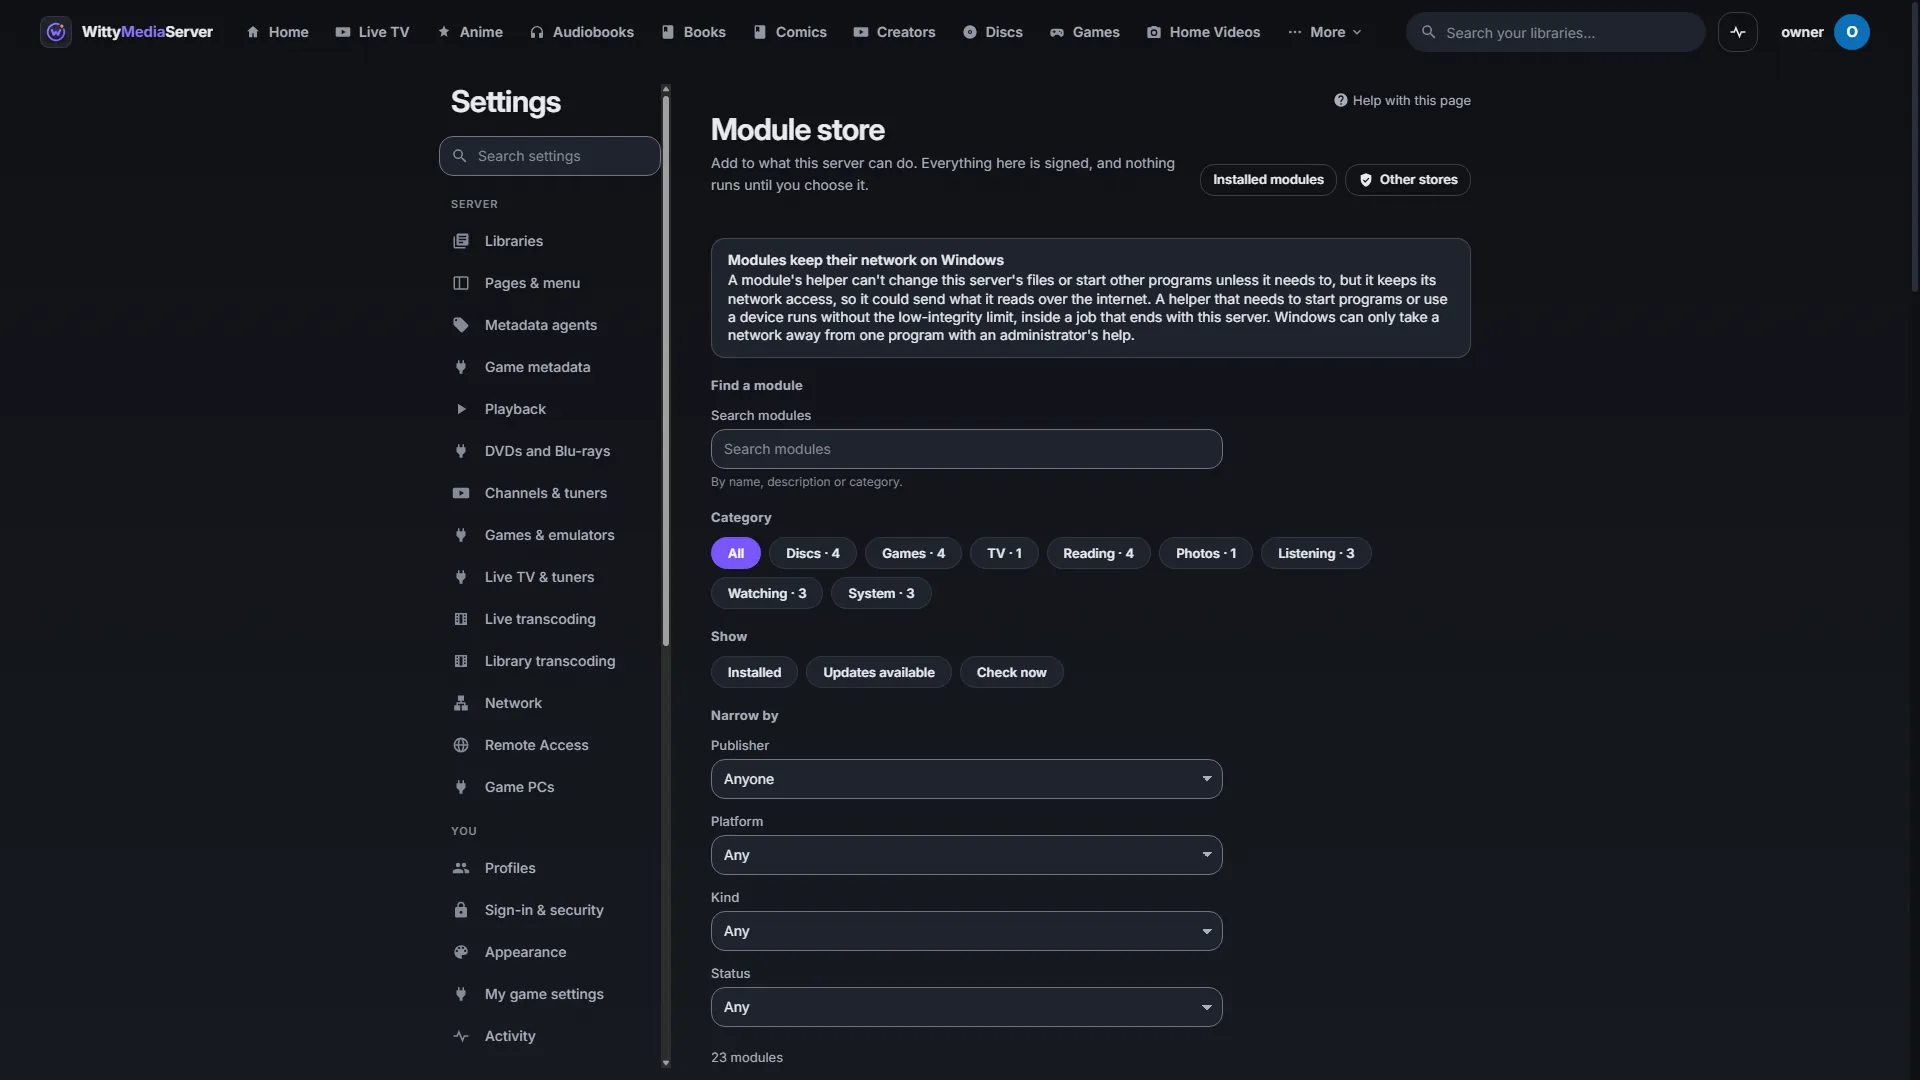 WittyMediaServer
Home
Live TV
Anime
Audiobooks
Books
Comics
Creators
Discs
Games
Home Videos
More
Search your libraries...
owner
O
Settings
Search settings
SERVER
Libraries
Pages & menu
Metadata agents
Game metadata
Playback
DVDs and Blu-rays
Channels & tuners
Games & emulators
Live TV & tuners
Live transcoding
Library transcoding
Network
Remote Access
Game PCs
YOU
Profiles
Sign-in & security
Appearance
My game settings
Activity
Help with this page
Module store
Add to what this server can do. Everything here is signed, and nothing
runs until you choose it.
Installed modules
Other stores
Modules keep their network on Windows
A module's helper can't change this server's files or start other programs unless it needs to, but it keeps its
network access, so it could send what it reads over the internet. A helper that needs to start programs or use
a device runs without the low-integrity limit, inside a job that ends with this server. Windows can only take a
network away from one program with an administrator's help.
Find a module
Search modules
Search modules
By name, description or category.
Category
All
Discs · 4
Games · 4
TV · 1
Reading · 4
Photos · 1
Listening · 3
Watching · 3
System · 3
Show
Installed
Updates available
Check now
Narrow by
Publisher
Anyone
Platform
Any
Kind
Any
Status
Any
23 modules